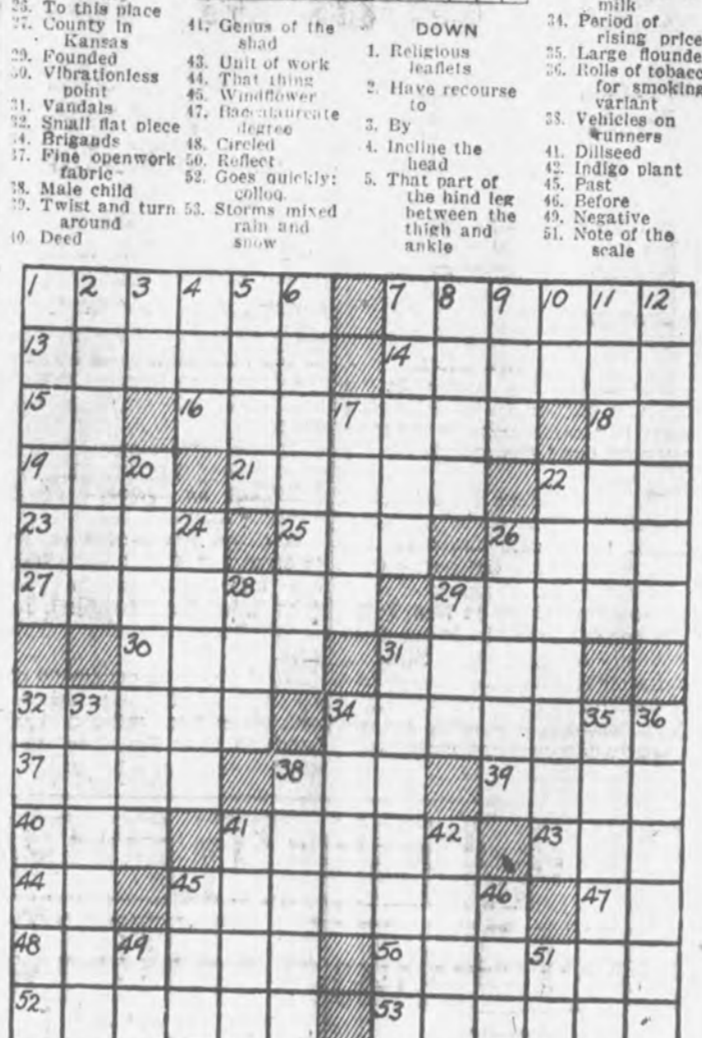 26. To this place
27. County in
Kansas
29. Founded
30. Vibrationless
point
31. Vandals
32. Small flat piece
34. Brigands
37. Fine openwork
fabric
38. Male child
39. Twist and turn
around
40. Deed
41. Genus of the
shad
43. Unit of work
44. That thing
45. Windflower
47. Baccalaureate
degree
48. Circled
50. Reflect
52. Goes quickly:
colloq.
53. Storms mixed
rain and
snow
DOWN
1. Religious
leaflets
2. Have recourse
to
3. By
4. Incline the
head
5. That part of
the hind leg
between the
thigh and
ankle
milk
34. Period of
rising price
35. Large flounde
36. Rolls of tobacc
for smoking
variant
38. Vehicles on
runners
41. Dillseed
42. Indigo plant
45. Past
46. Before
49. Negative
51. Note of the
scale
1 2 3 4 5 6 7 8 9 10 11 12
13 14
15 16 17 18
19 20 21 22
23 24 25 26
27 28 29
30 31
32 33 34 35 36
37 38 39
40 41 42 43
44 45 46 47
48 49 50 51
52 53